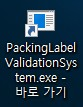 PackingLabel
ValidationSys
tem.exe -
바로 가기